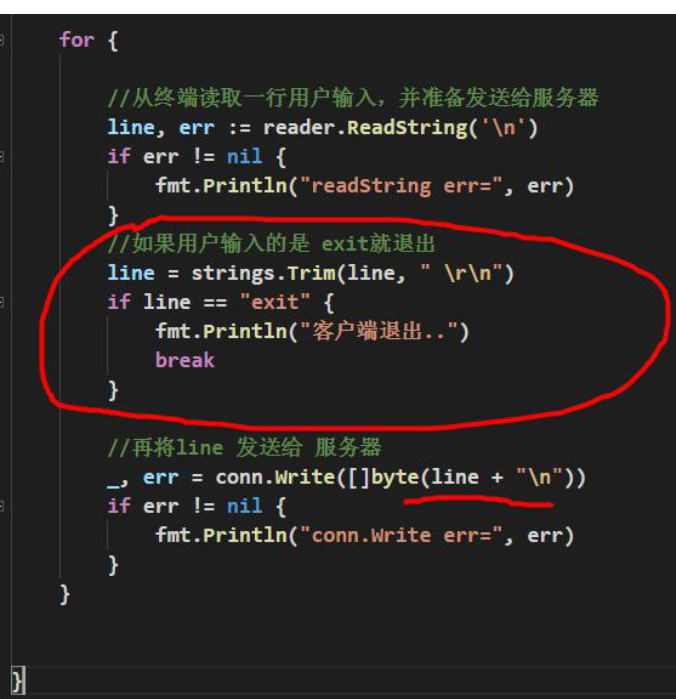 for {
//从终端读取一行用户输入，并准备发送给服务器
line, err := reader.ReadString('\n')
if err != nil {
fmt.Println("readString err=", err)
}
//如果用户输入的是 exit就退出
line = strings.Trim(line, " \r\n")
if line == "exit" {
fmt.Println("客户端退出..")
break
}
//再将line 发送给 服务器
_, err = conn.Write([]byte(line + "\n"))
if err != nil {
fmt.Println("conn.Write err=", err)
}
}
}